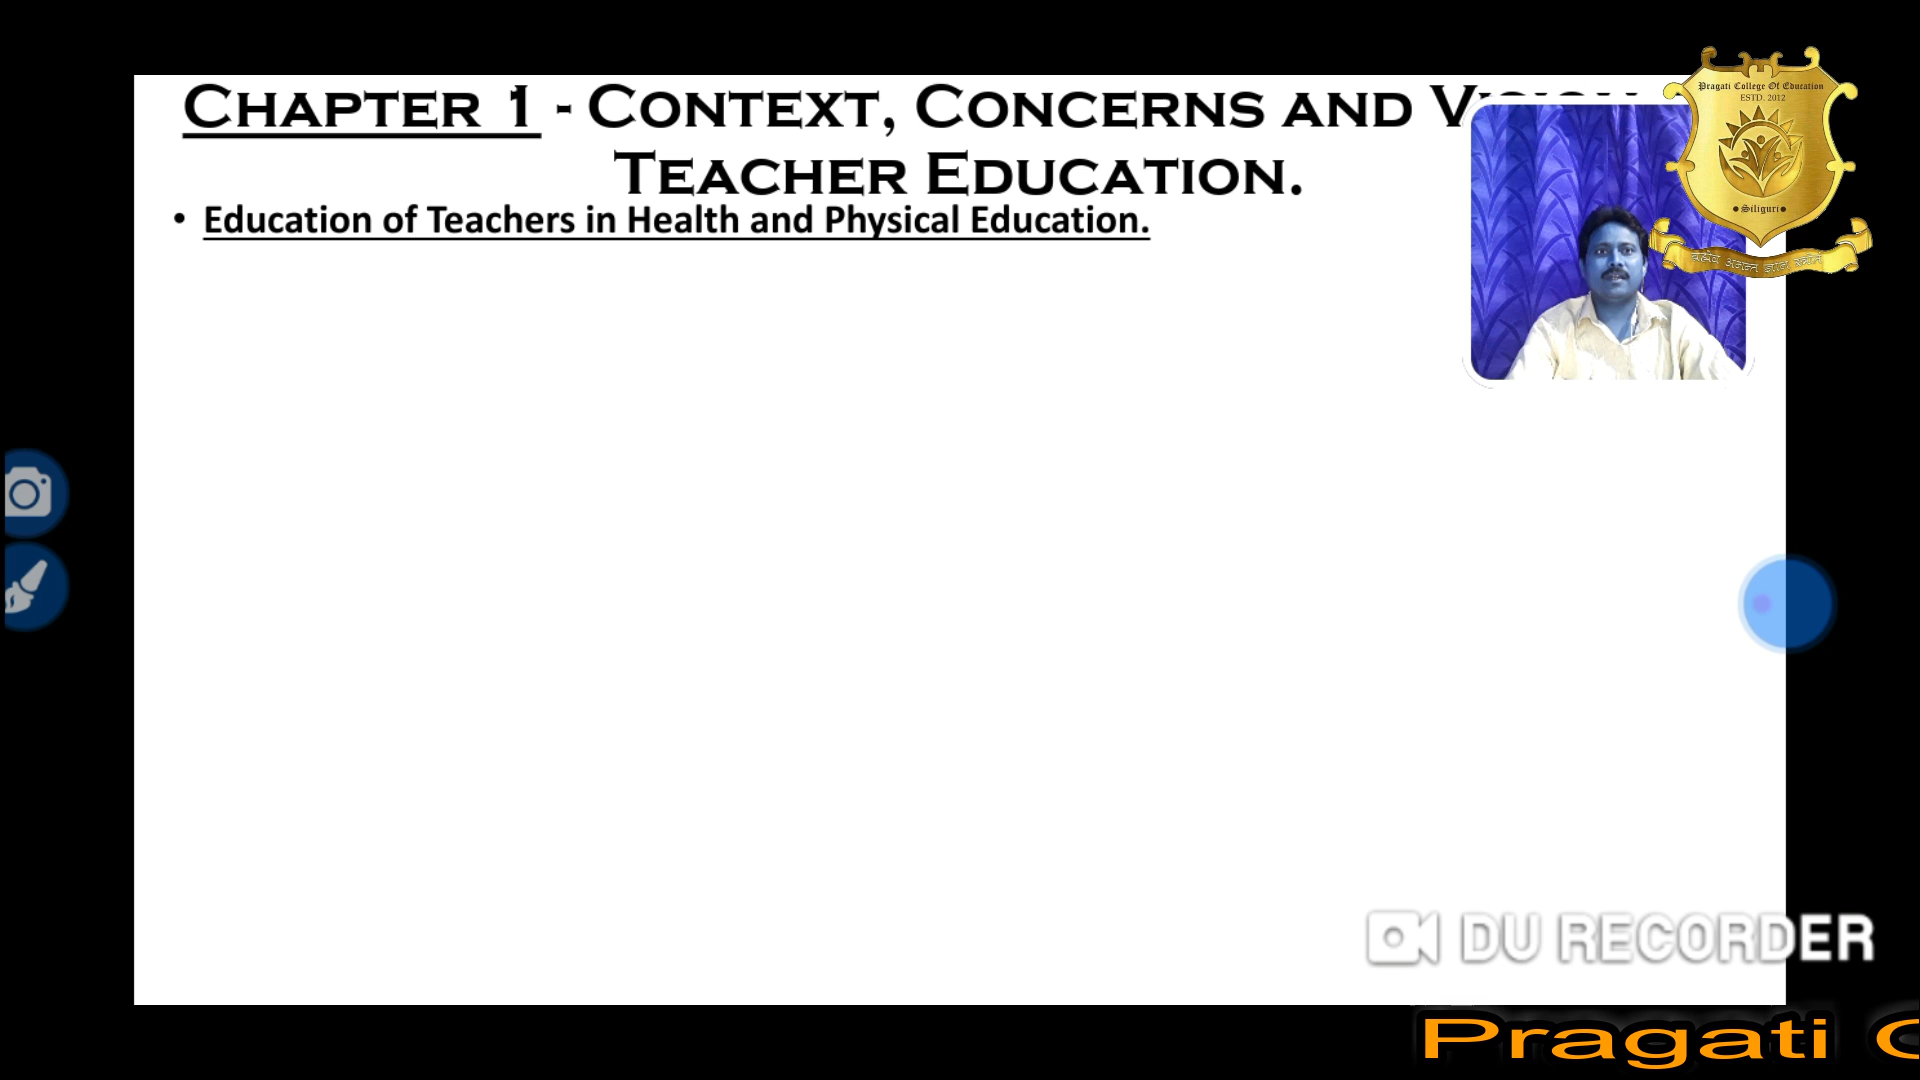 CHAPTER 1 - CONTEXT, CONCERNS AND
TEACHER EDUCATION.
• Education of Teachers in Health and Physical Education.
Pragati College Of Education
ESTD. 2012
•Siliguri•
DU RECORDER
Pragati